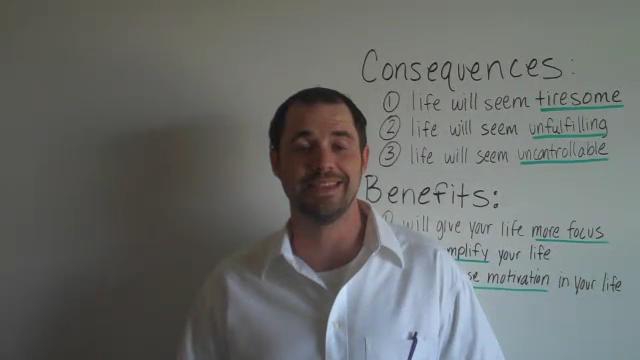 Consequences:
① life will seem tiresome
② life will seem unfulfilling
③ life will seem uncontrollable
Benefits:
will give your life more focus
your life
motivation in your life